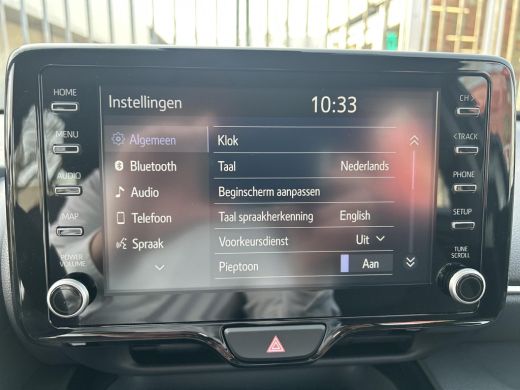 HOME
MENU
AUDIO
MAP
POWER
VOLUME
Instellingen
10:33
Algemeen
Bluetooth
Audio
Telefoon
Spraak
Klok
Taal Nederlands
Beginscherm aanpassen
Taal spraakherkenning English
Voorkeursdienst Uit
Pieptoon Aan
CH >
< TRACK
PHONE
SETUP
TUNE
SCROLL